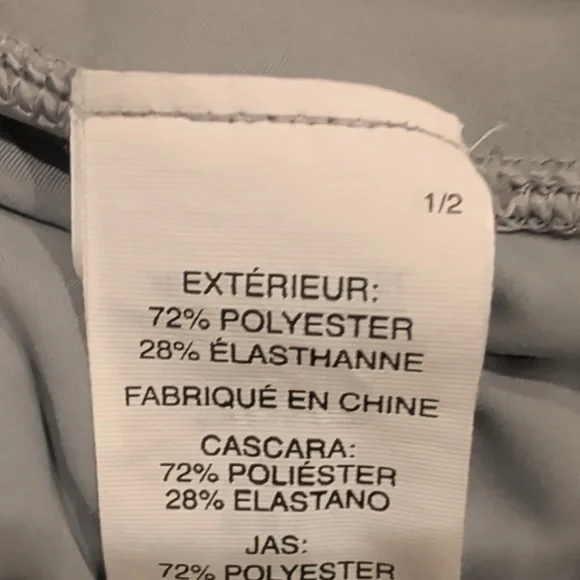 1/2
EXTÉRIEUR:
72% POLYESTER
28% ÉLASTHANNE
FABRIQUÉ EN CHINE
CASCARA:
72% POLIÉSTER
28% ELASTANO
JAS:
72% POLYESTER